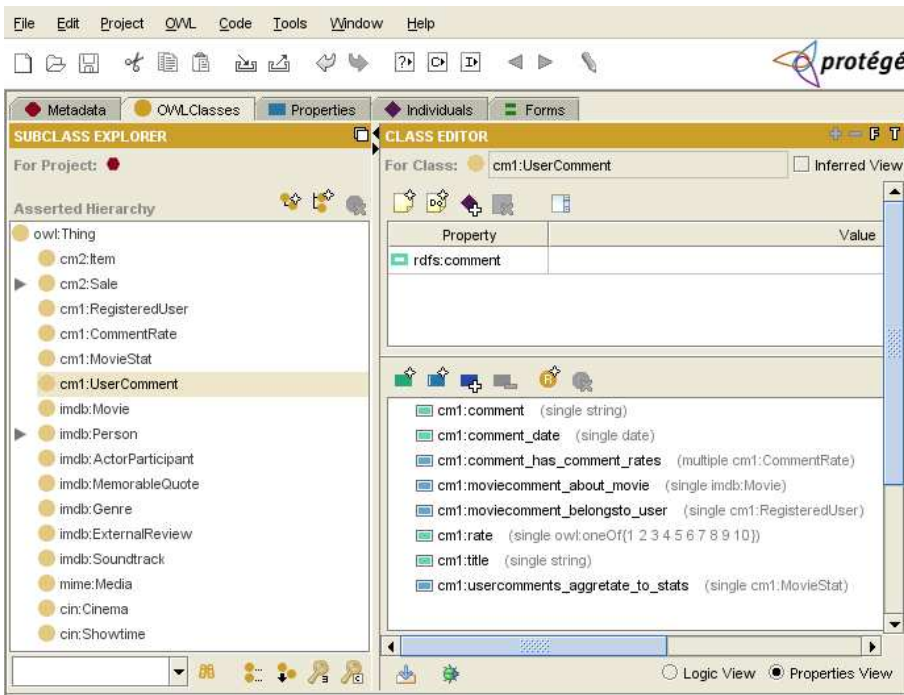 File Edit Project OWL Code Tools Window Help
protégé
Metadata OWLClasses Properties Individuals Forms
SUBCLASS EXPLORER
For Project:
Asserted Hierarchy
owl:Thing
cm2:Item
cm2:Sale
cm1:RegisteredUser
cm1:CommentRate
cm1:MovieStat
cm1:UserComment
imdb:Movie
imdb:Person
imdb:ActorParticipant
imdb:MemorableQuote
imdb:Genre
imdb:ExternalReview
imdb:Soundtrack
mime:Media
cin:Cinema
cin:Showtime
CLASS EDITOR
F T
For Class: cm1:UserComment Inferred View
Property Value
rdfs:comment
cm1:comment (single string)
cm1:comment_date (single date)
cm1:comment_has_comment_rates (multiple cm1:CommentRate)
cm1:moviecomment_about_movie (single imdb:Movie)
cm1:moviecomment_belongsto_user (single cm1:RegisteredUser)
cm1:rate (single owl:oneOf{1 2 3 4 5 6 7 8 9 10})
cm1:title (single string)
cm1:usercomments_aggretate_to_stats (single cm1:MovieStat)
Logic View Properties View